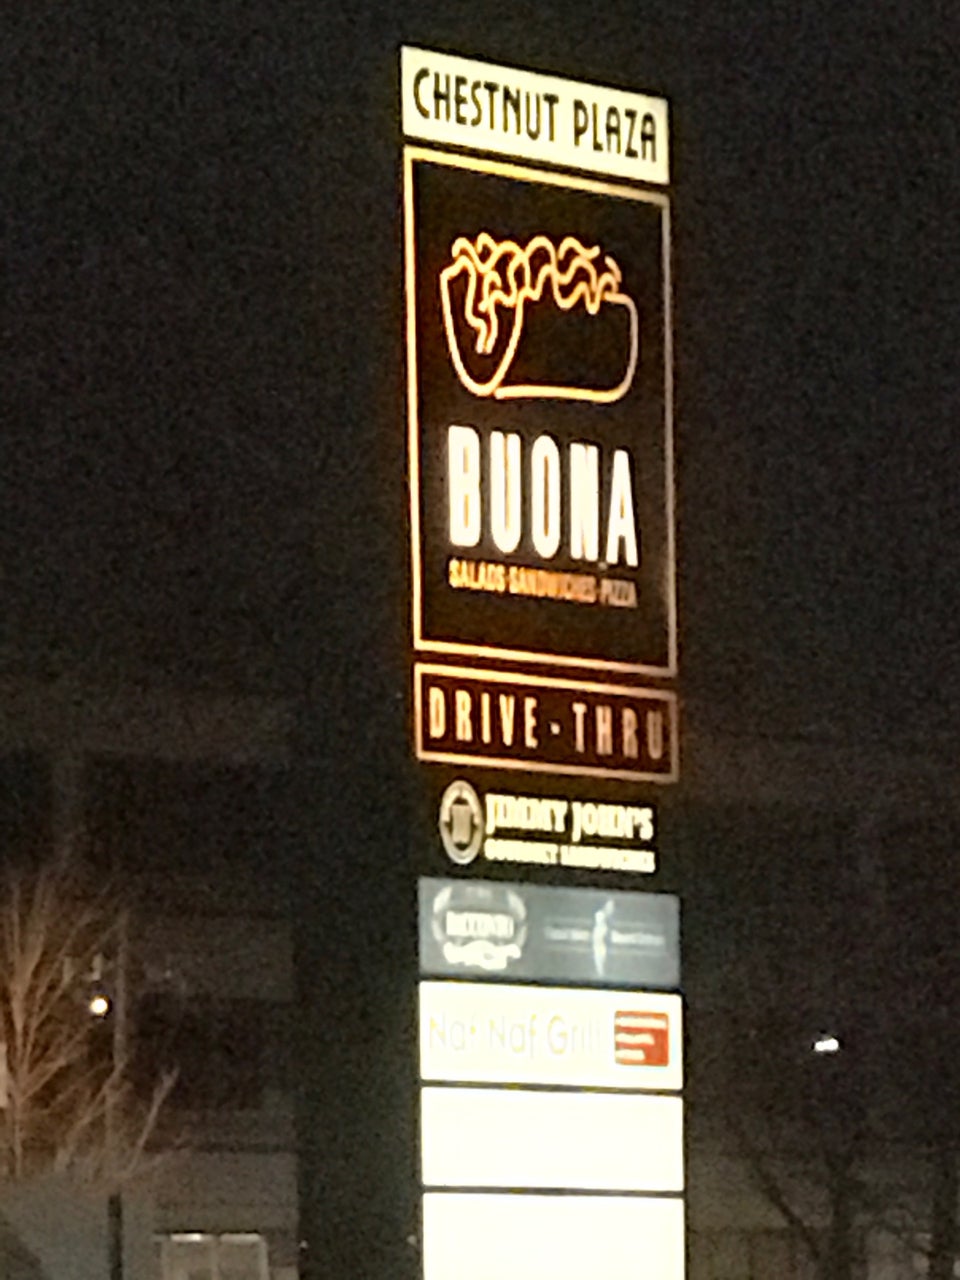 CHESTNUT PLAZA
BUONA
SALADS·SANDWICHES·PIZZA
DRIVE-THRU
JIMMY JOHN'S
GOURMET SANDWICHES
Naf Naf Grill